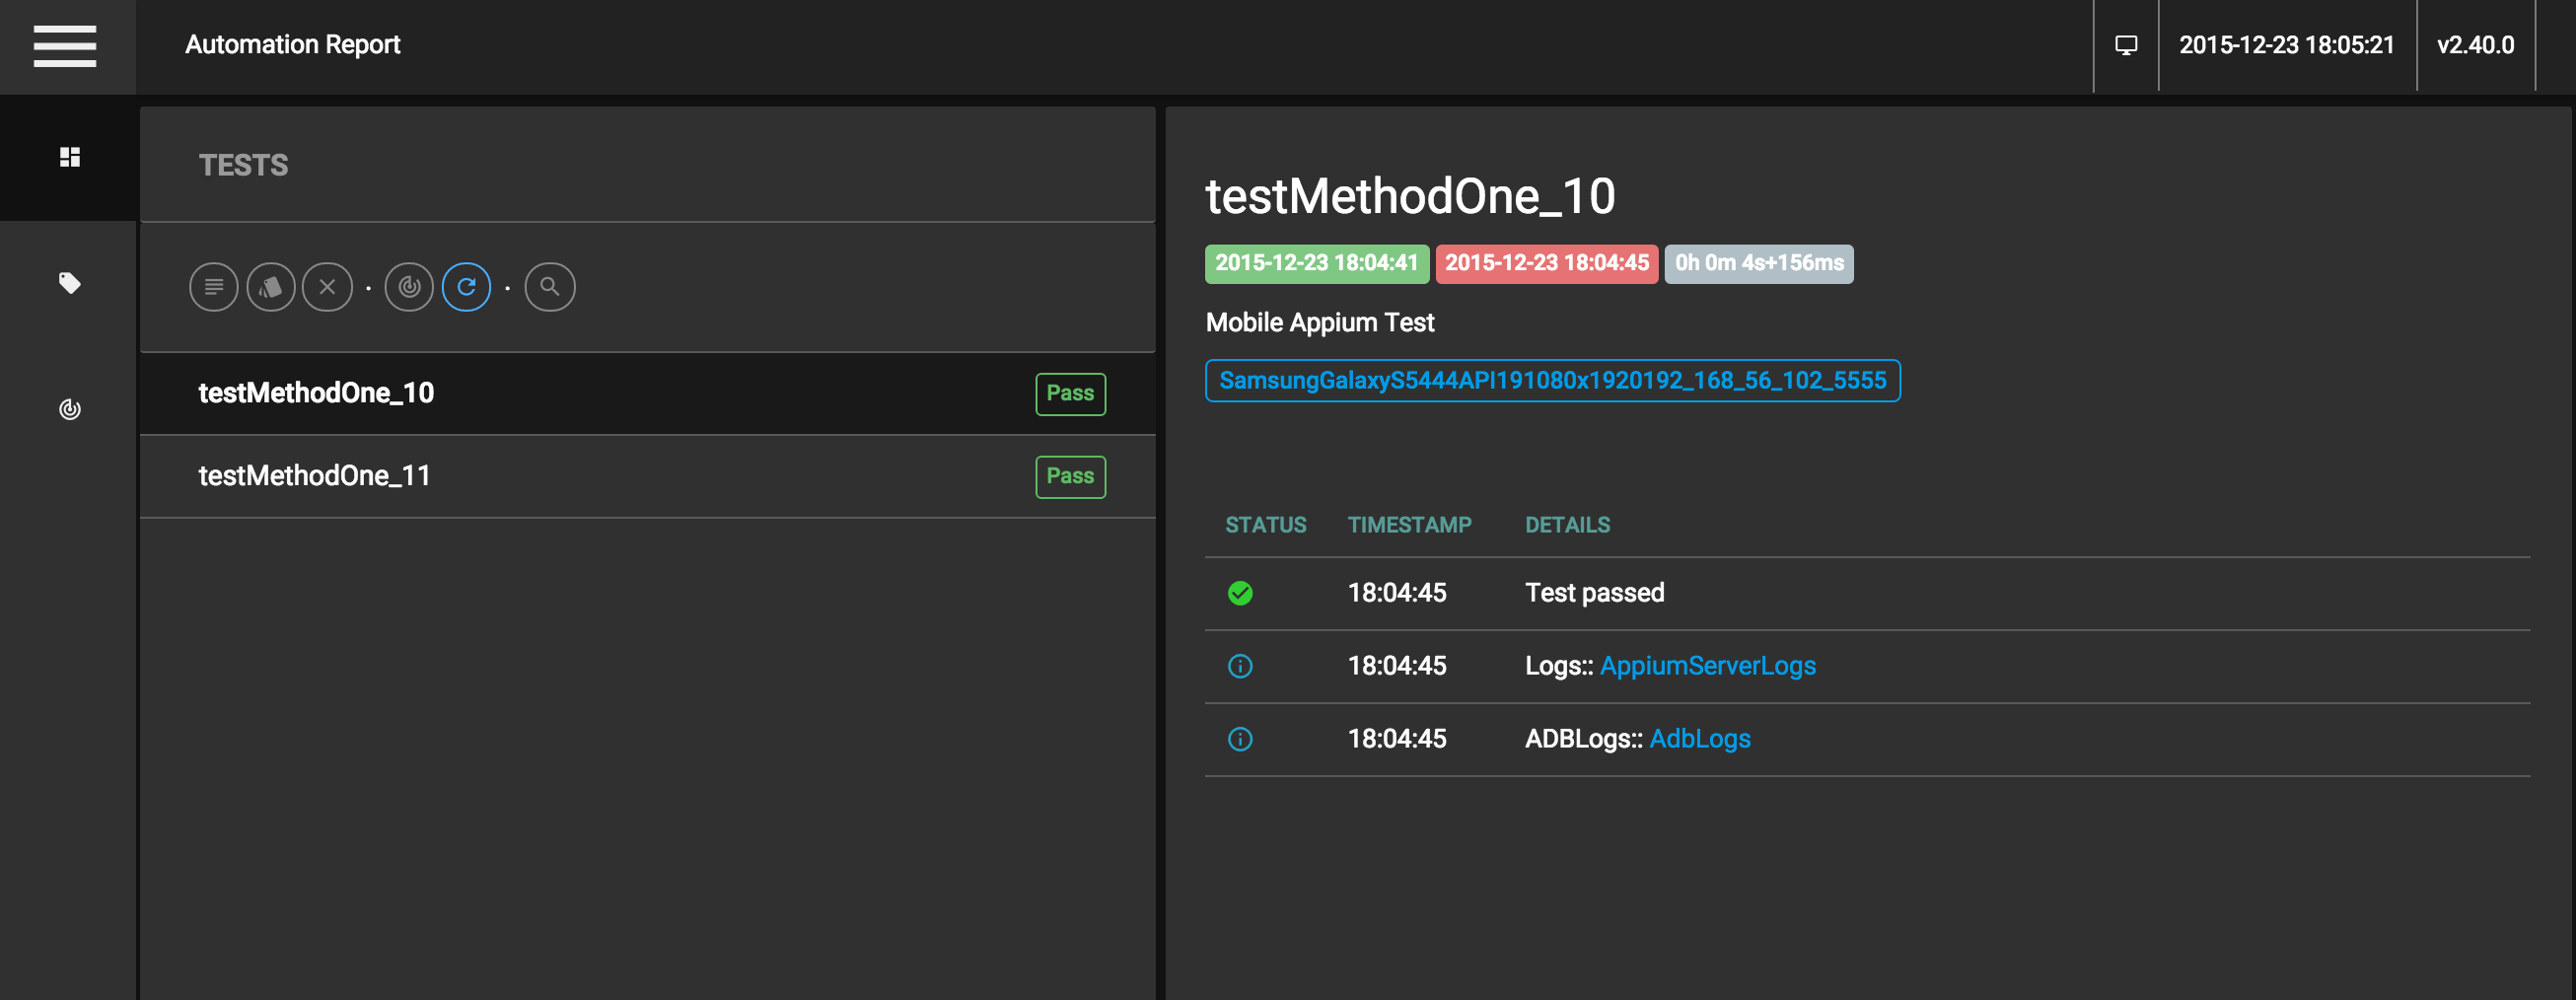 Automation Report
2015-12-23 18:05:21
v2.40.0
TESTS
testMethodOne_10
Pass
testMethodOne_11
Pass
testMethodOne_10
2015-12-23 18:04:41 2015-12-23 18:04:45 0h 0m 4s+156ms
Mobile Appium Test
SamsungGalaxyS5444API191080x1920192_168_56_102_5555
STATUS TIMESTAMP DETAILS
18:04:45 Test passed
18:04:45 Logs:: AppiumServerLogs
18:04:45 ADBLogs:: AdbLogs